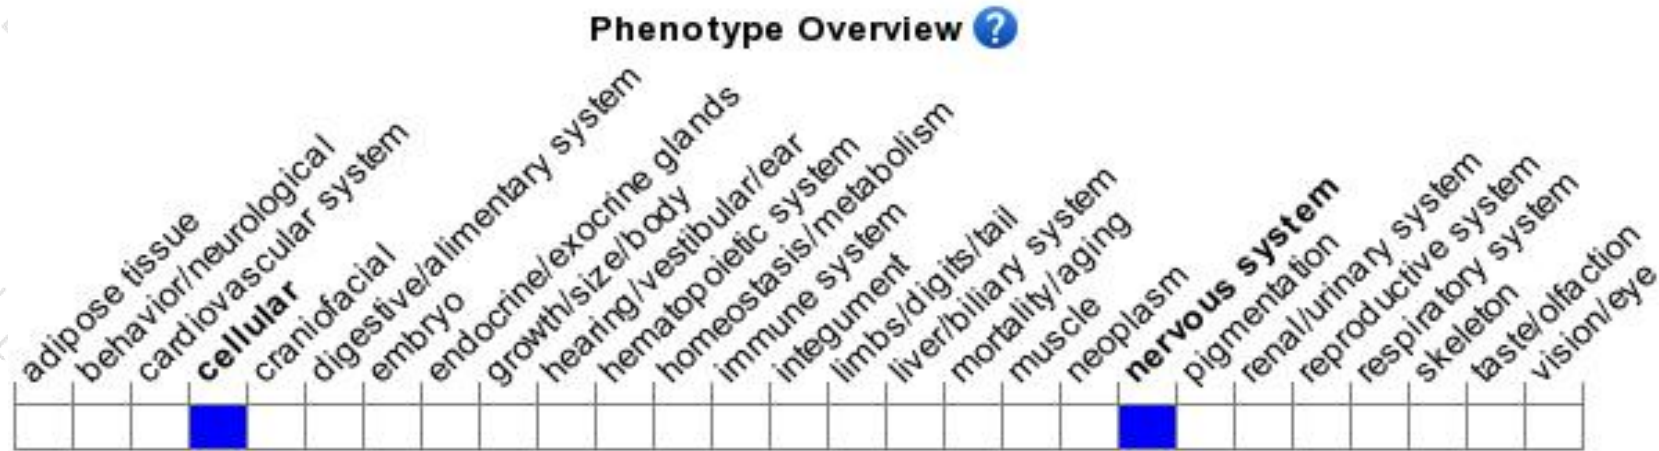 Phenotype Overview ?
adipose tissue
behavior/neurological
cardiovascular system
cellular
craniofacial
digestive/alimentary system
embryo
endocrine/exocrine glands
growth/size/body
hearing/vestibular/ear
hematopoietic system
homeostasis/metabolism
immune system
integument
limbs/digits/tail
liver/biliary system
mortality/aging
muscle
neoplasm
nervous system
pigmentation
renal/urinary system
reproductive system
respiratory system
skeleton
taste/olfaction
vision/eye